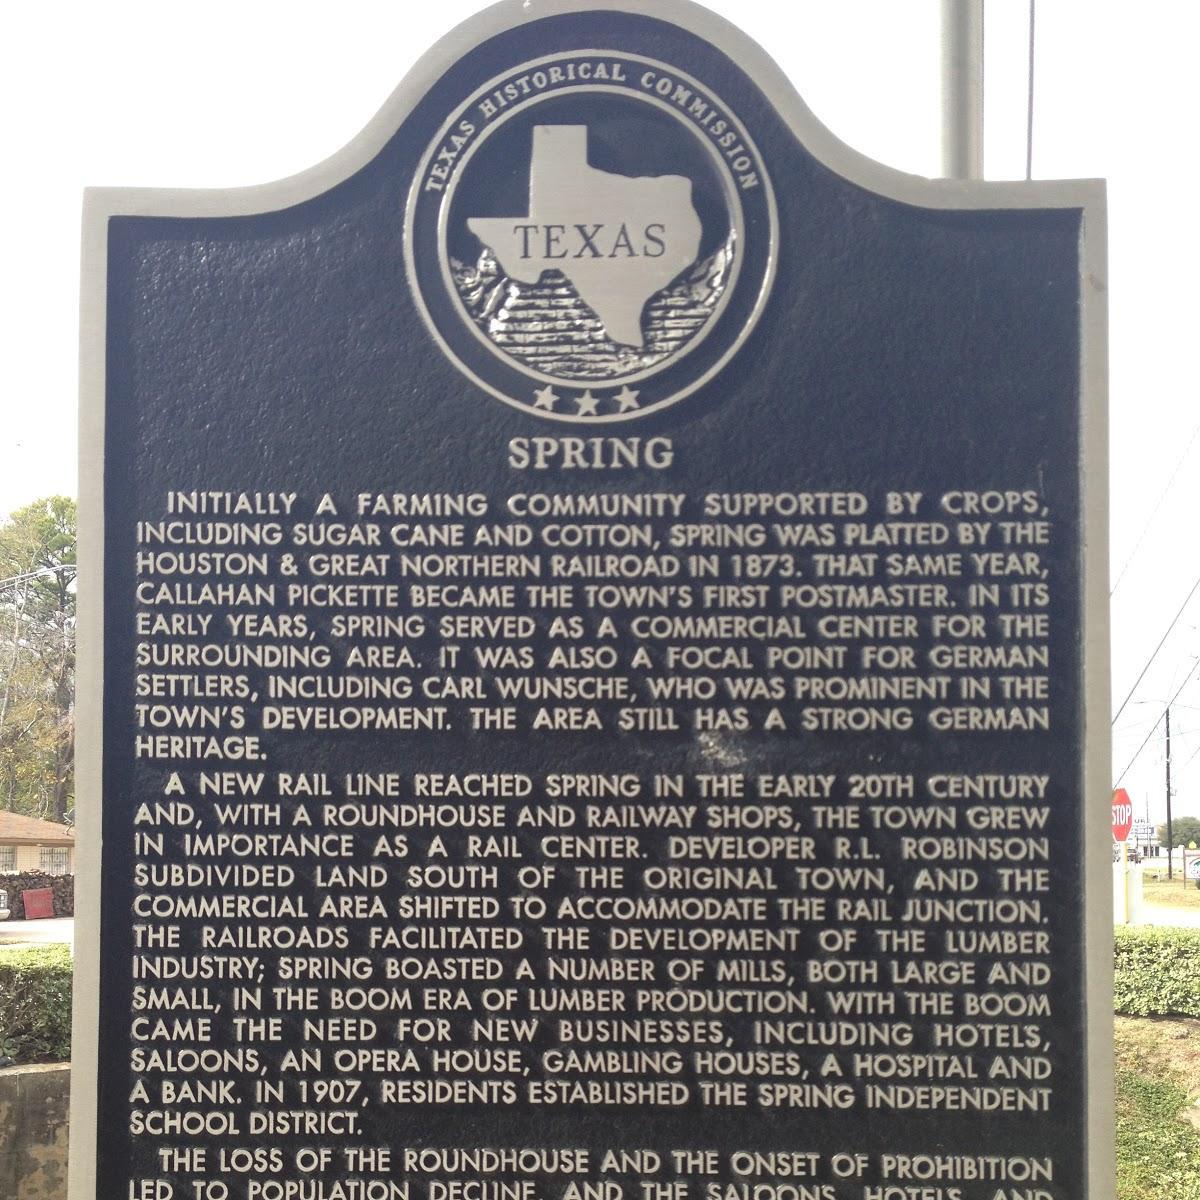 TEXAS HISTORICAL COMMISSION
TEXAS
SPRING
INITIALLY A FARMING COMMUNITY SUPPORTED BY CROPS,
INCLUDING SUGAR CANE AND COTTON, SPRING WAS PLATTED BY THE
HOUSTON & GREAT NORTHERN RAILROAD IN 1873. THAT SAME YEAR,
CALLAHAN PICKETTE BECAME THE TOWN'S FIRST POSTMASTER. IN ITS
EARLY YEARS, SPRING SERVED AS A COMMERCIAL CENTER FOR THE
SURROUNDING AREA. IT WAS ALSO A FOCAL POINT FOR GERMAN
SETTLERS, INCLUDING CARL WUNSCHE, WHO WAS PROMINENT IN THE
TOWN'S DEVELOPMENT. THE AREA STILL HAS A STRONG GERMAN
HERITAGE.
A NEW RAIL LINE REACHED SPRING IN THE EARLY 20TH CENTURY
AND, WITH A ROUNDHOUSE AND RAILWAY SHOPS, THE TOWN GREW
IN IMPORTANCE AS A RAIL CENTER. DEVELOPER R.L. ROBINSON
SUBDIVIDED LAND SOUTH OF THE ORIGINAL TOWN, AND THE
COMMERCIAL AREA SHIFTED TO ACCOMMODATE THE RAIL JUNCTION.
THE RAILROADS FACILITATED THE DEVELOPMENT OF THE LUMBER
INDUSTRY; SPRING BOASTED A NUMBER OF MILLS, BOTH LARGE AND
SMALL, IN THE BOOM ERA OF LUMBER PRODUCTION. WITH THE BOOM
CAME THE NEED FOR NEW BUSINESSES, INCLUDING HOTELS,
SALOONS, AN OPERA HOUSE, GAMBLING HOUSES, A HOSPITAL AND
A BANK. IN 1907, RESIDENTS ESTABLISHED THE SPRING INDEPENDENT
SCHOOL DISTRICT.
THE LOSS OF THE ROUNDHOUSE AND THE ONSET OF PROHIBITION
LED TO POPULATION DECLINE, AND THE SALOONS, HOTELS, AND
STOP